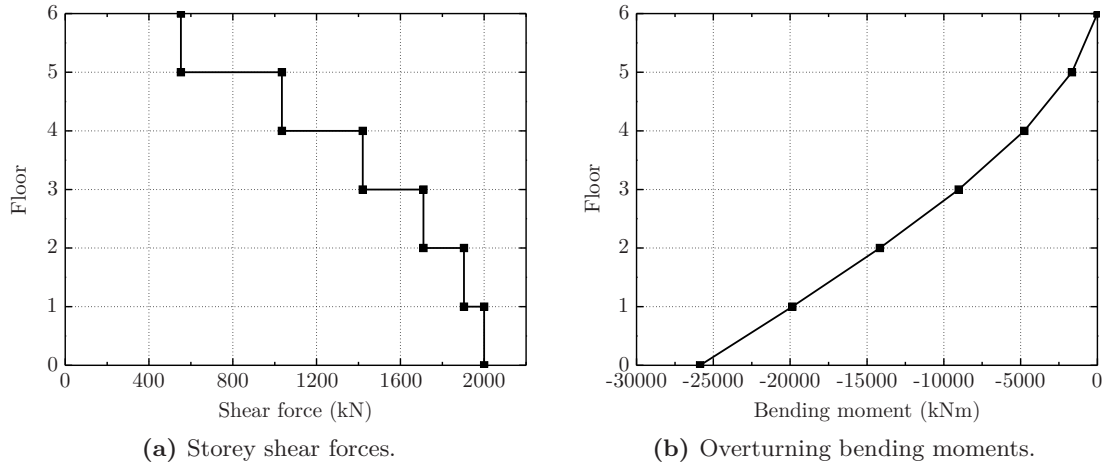 6
5
4
3
2
1
0
Floor
0 400 800 1200 1600 2000
Shear force (kN)
(a) Storey shear forces.
6
5
4
3
2
1
0
Floor
-30000 -25000 -20000 -15000 -10000 -5000 0
Bending moment (kNm)
(b) Overturning bending moments.